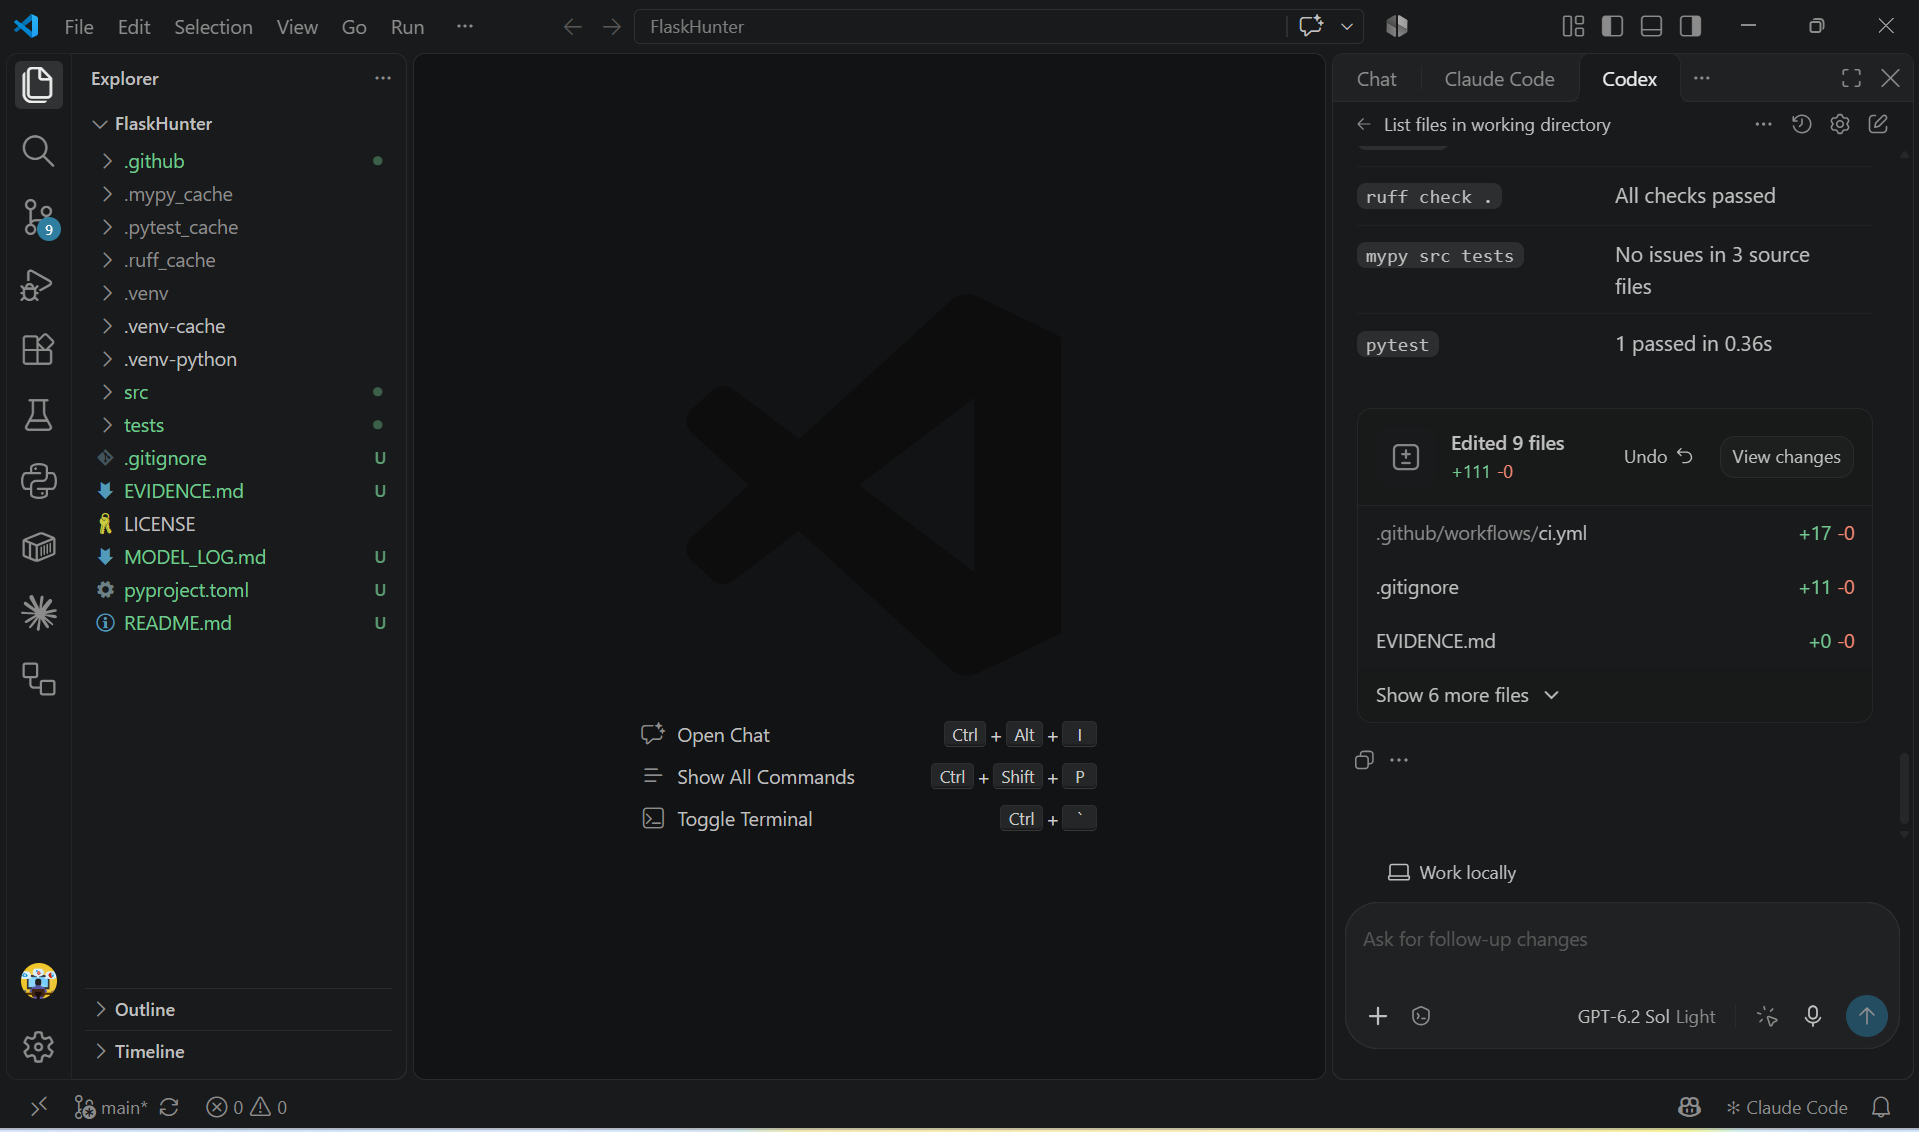 File Edit Selection View Go Run ···
FlaskHunter
Explorer
FlaskHunter
.github
.mypy_cache
.pytest_cache
.ruff_cache
.venv
.venv-cache
.venv-python
src
tests
.gitignore U
EVIDENCE.md U
LICENSE
MODEL_LOG.md U
pyproject.toml U
README.md U
9
Outline
Timeline
Open Chat Ctrl + Alt + I
Show All Commands Ctrl + Shift + P
Toggle Terminal Ctrl + `
Chat Claude Code Codex ···
List files in working directory
ruff check . All checks passed
mypy src tests No issues in 3 source
files
pytest 1 passed in 0.36s
Edited 9 files
+111 -0
Undo View changes
.github/workflows/ci.yml +17 -0
.gitignore +11 -0
EVIDENCE.md +0 -0
Show 6 more files
Work locally
Ask for follow-up changes
GPT-6.2 Sol Light
main* 0 0
Claude Code